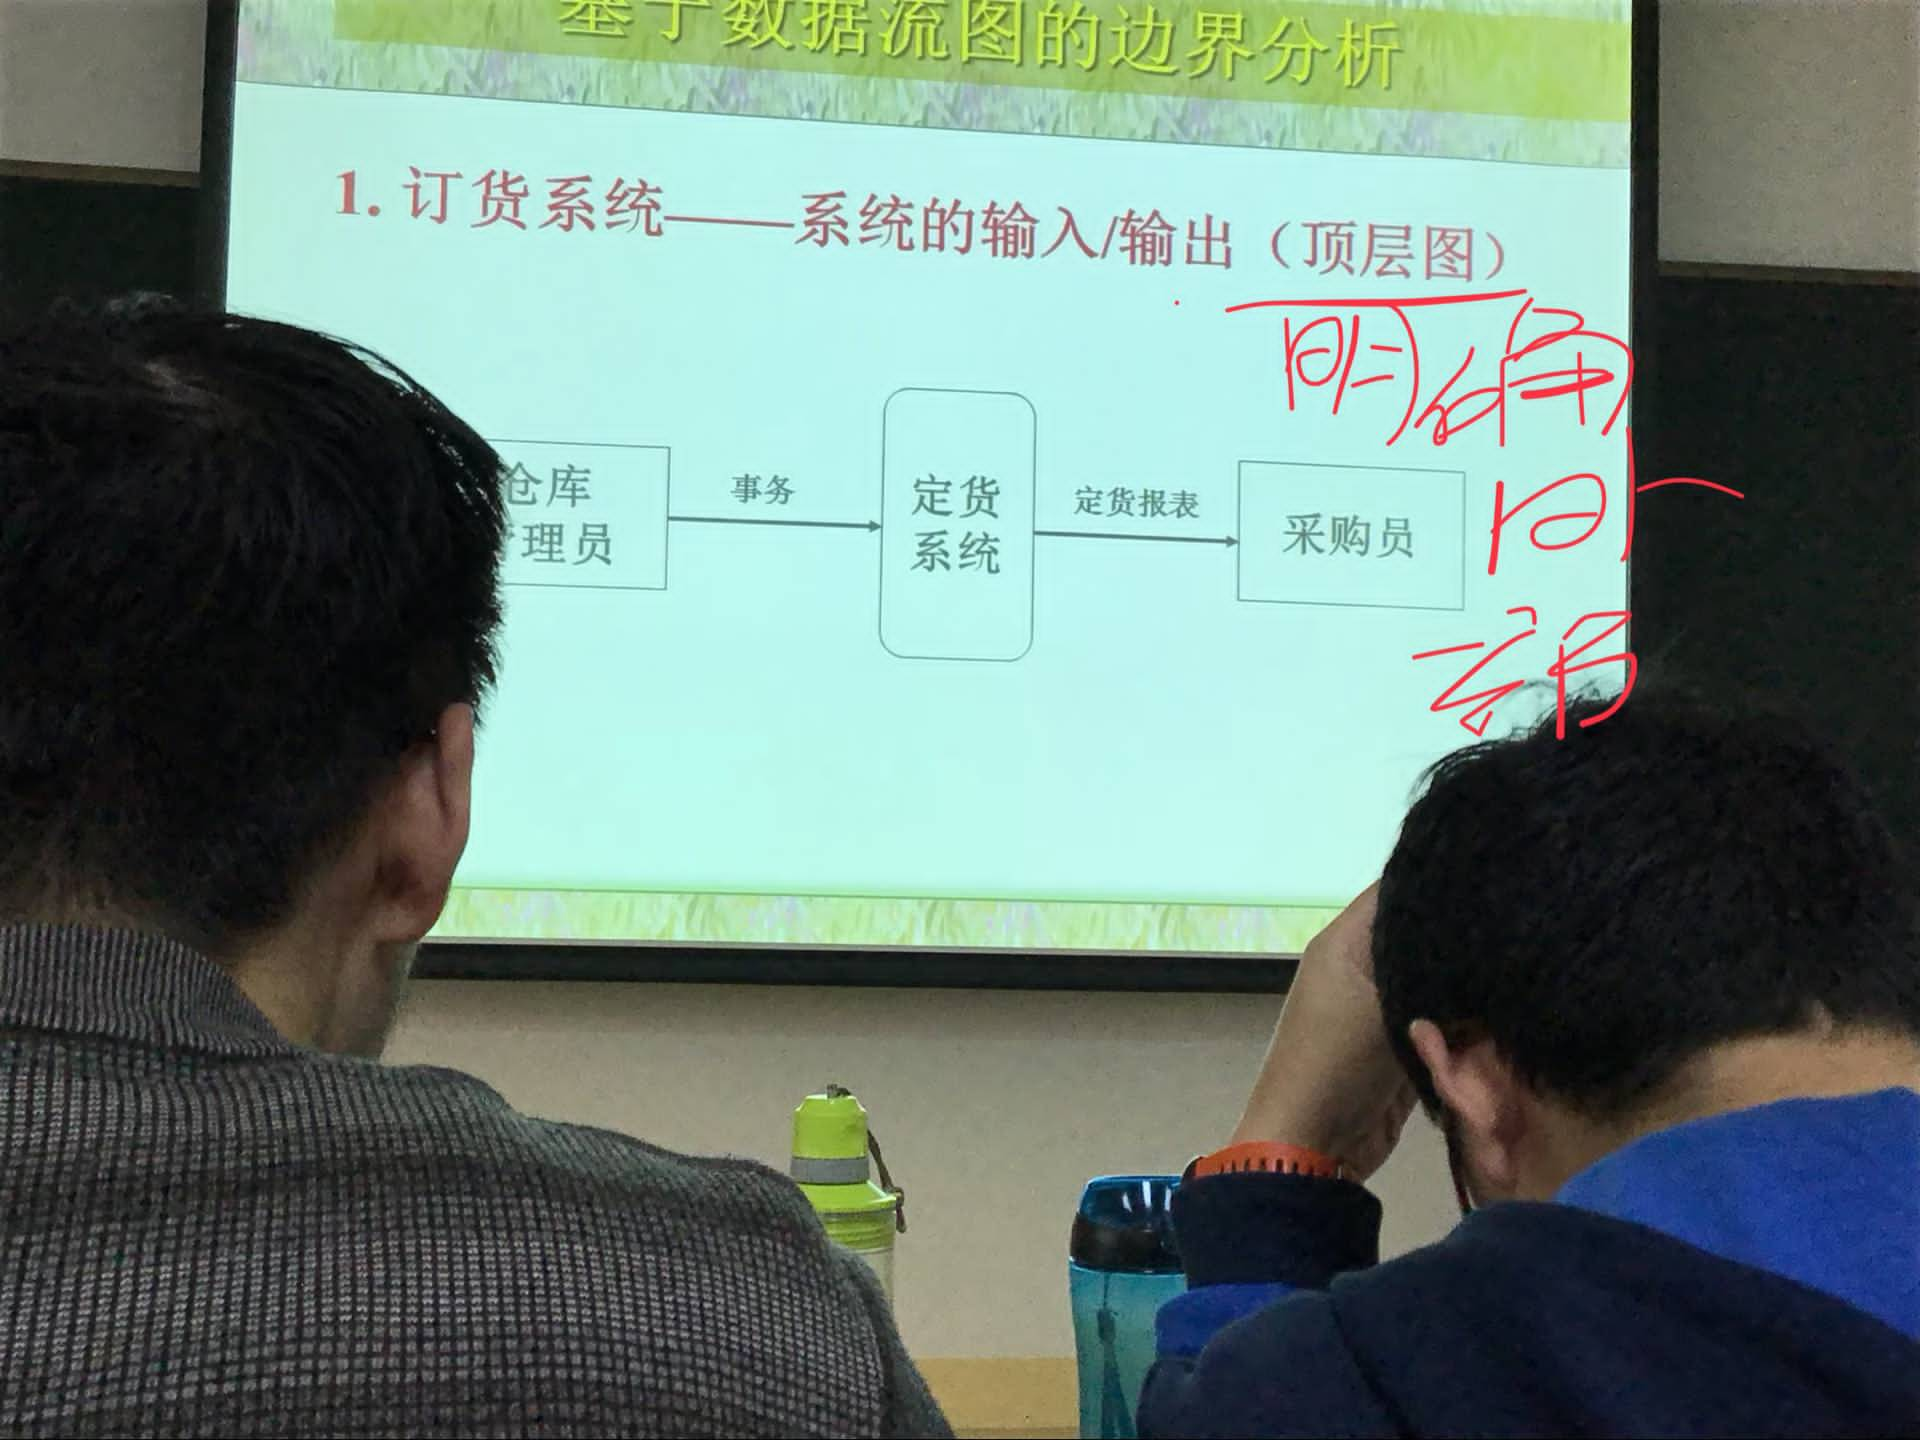 基于数据流图的边界分析
1. 订货系统——系统的输入/输出（顶层图）
明确
仓库
管理员
事务
定货
系统
定货报表
采购员
部